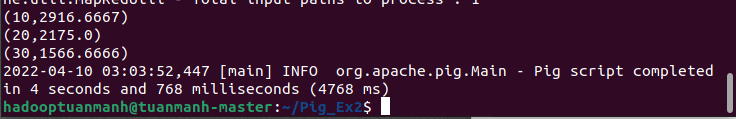 ne.util.MapRedUtil - Total input paths to process : 1
(10,2916.6667)
(20,2175.0)
(30,1566.6666)
2022-04-10 03:03:52,447 [main] INFO  org.apache.pig.Main - Pig script completed
in 4 seconds and 768 milliseconds (4768 ms)
hadooptuanmanh@tuanmanh-master:~/Pig_Ex2$